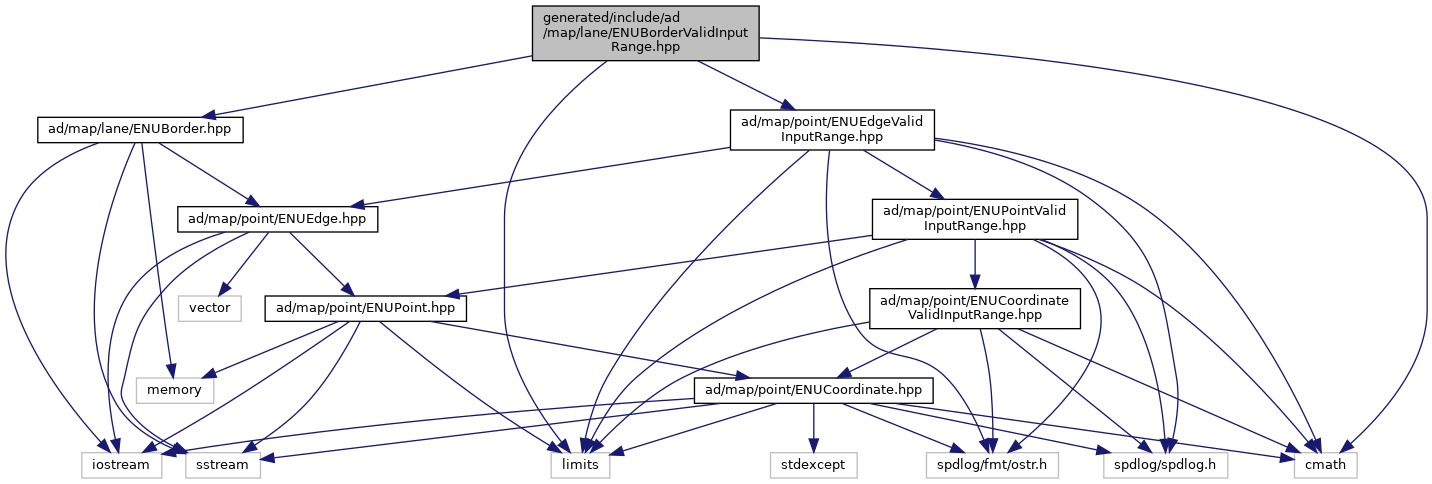 generated/include/ad
/map/lane/ENUBorderValidInput
Range.hpp
ad/map/lane/ENUBorder.hpp
ad/map/point/ENUEdgeValid
InputRange.hpp
ad/map/point/ENUEdge.hpp
ad/map/point/ENUPointValid
InputRange.hpp
vector
ad/map/point/ENUPoint.hpp
ad/map/point/ENUCoordinate
ValidInputRange.hpp
memory
ad/map/point/ENUCoordinate.hpp
iostream
sstream
limits
stdexcept
spdlog/fmt/ostr.h
spdlog/spdlog.h
cmath